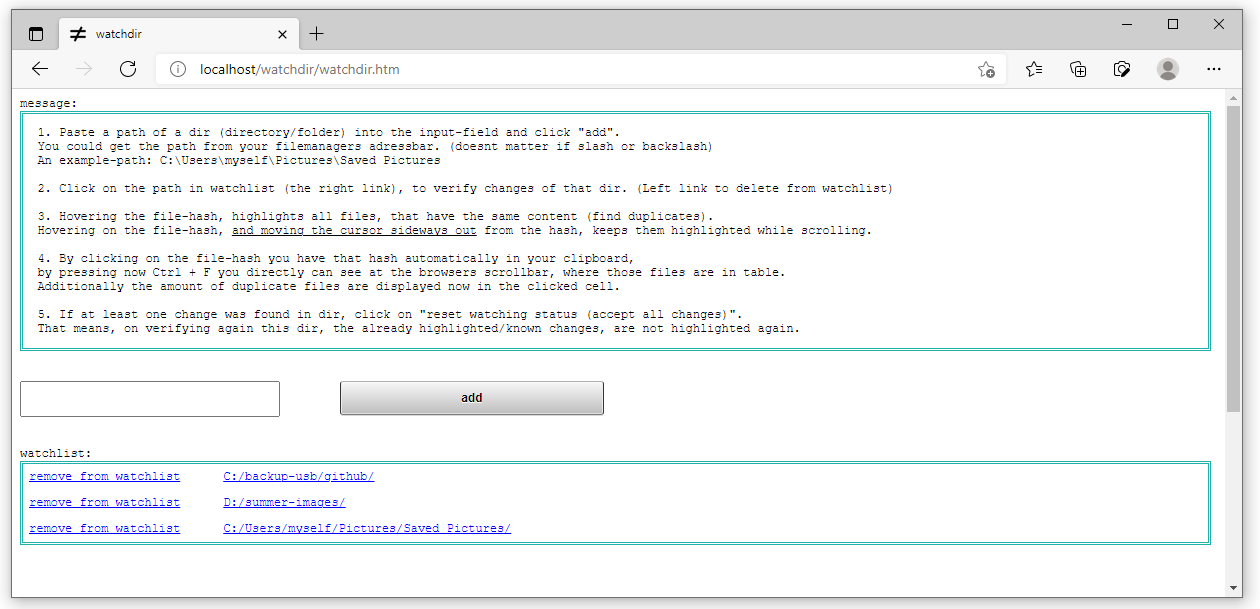 watchdir
localhost/watchdir/watchdir.htm
message:
1. Paste a path of a dir (directory/folder) into the input-field and click "add".
You could get the path from your filemanagers adressbar. (doesnt matter if slash or backslash)
An example-path: C:\Users\myself\Pictures\Saved Pictures
2. Click on the path in watchlist (the right link), to verify changes of that dir. (Left link to delete from watchlist)
3. Hovering the file-hash, highlights all files, that have the same content (find duplicates).
Hovering on the file-hash, and moving the cursor sideways out from the hash, keeps them highlighted while scrolling.
4. By clicking on the file-hash you have that hash automatically in your clipboard,
by pressing now Ctrl + F you directly can see at the browsers scrollbar, where those files are in table.
Additionally the amount of duplicate files are displayed now in the clicked cell.
5. If at least one change was found in dir, click on "reset watching status (accept all changes)".
That means, on verifying again this dir, the already highlighted/known changes, are not highlighted again.
add
watchlist:
remove from watchlist C:/backup-usb/github/
remove from watchlist D:/summer-images/
remove from watchlist C:/Users/myself/Pictures/Saved Pictures/